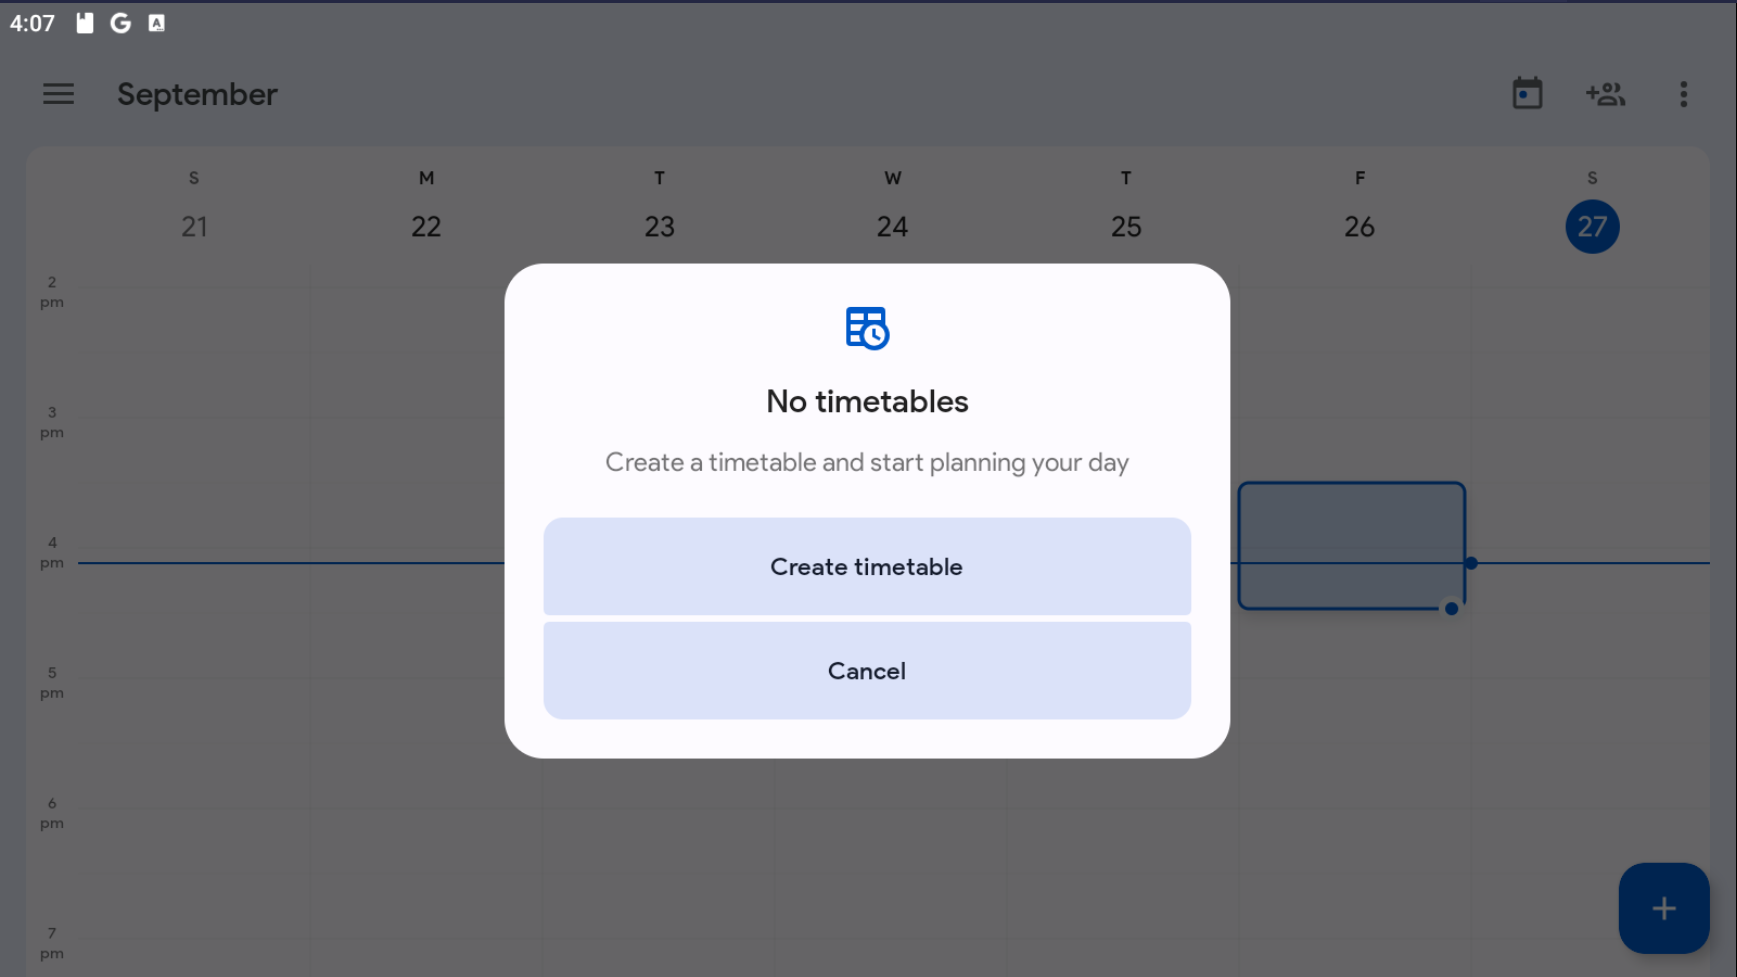 4:07
September
S M T W T F S
21 22 23 24 25 26 27
2
pm
3
pm
4
pm
5
pm
6
pm
7
pm
No timetables
Create a timetable and start planning your day
Create timetable
Cancel